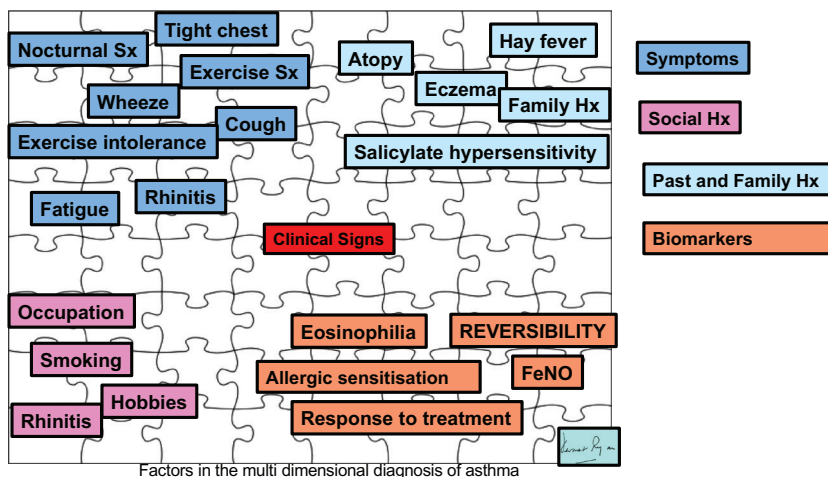 Tight chest
Nocturnal Sx
Exercise Sx
Wheeze
Cough
Exercise intolerance
Rhinitis
Fatigue
Hay fever
Atopy
Eczema
Family Hx
Salicylate hypersensitivity
Clinical Signs
Occupation
Smoking
Hobbies
Rhinitis
Eosinophilia
REVERSIBILITY
Allergic sensitisation
FeNO
Response to treatment
Symptoms
Social Hx
Past and Family Hx
Biomarkers
Factors in the multi dimensional diagnosis of asthma